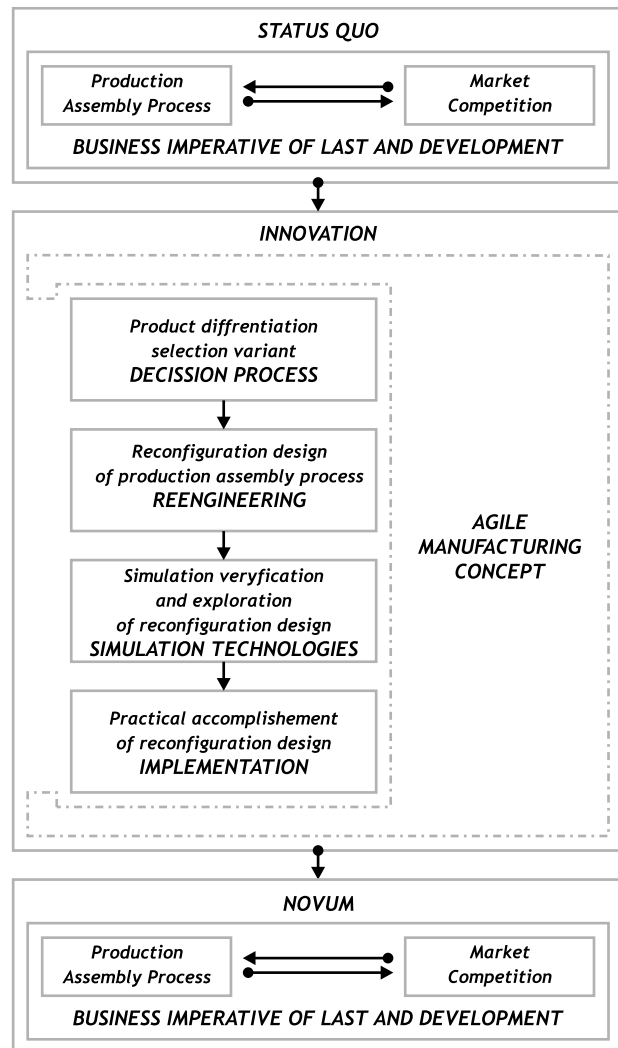 STATUS QUO
Production
Assembly Process
Market
Competition
BUSINESS IMPERATIVE OF LAST AND DEVELOPMENT
INNOVATION
Product diffrentiation
selection variant
DECISSION PROCESS
Reconfiguration design
of production assembly process
REENGINEERING
Simulation veryfication
and exploration
of reconfiguration design
SIMULATION TECHNOLOGIES
Practical accomplishement
of reconfiguration design
IMPLEMENTATION
AGILE
MANUFACTURING
CONCEPT
NOVUM
Production
Assembly Process
Market
Competition
BUSINESS IMPERATIVE OF LAST AND DEVELOPMENT